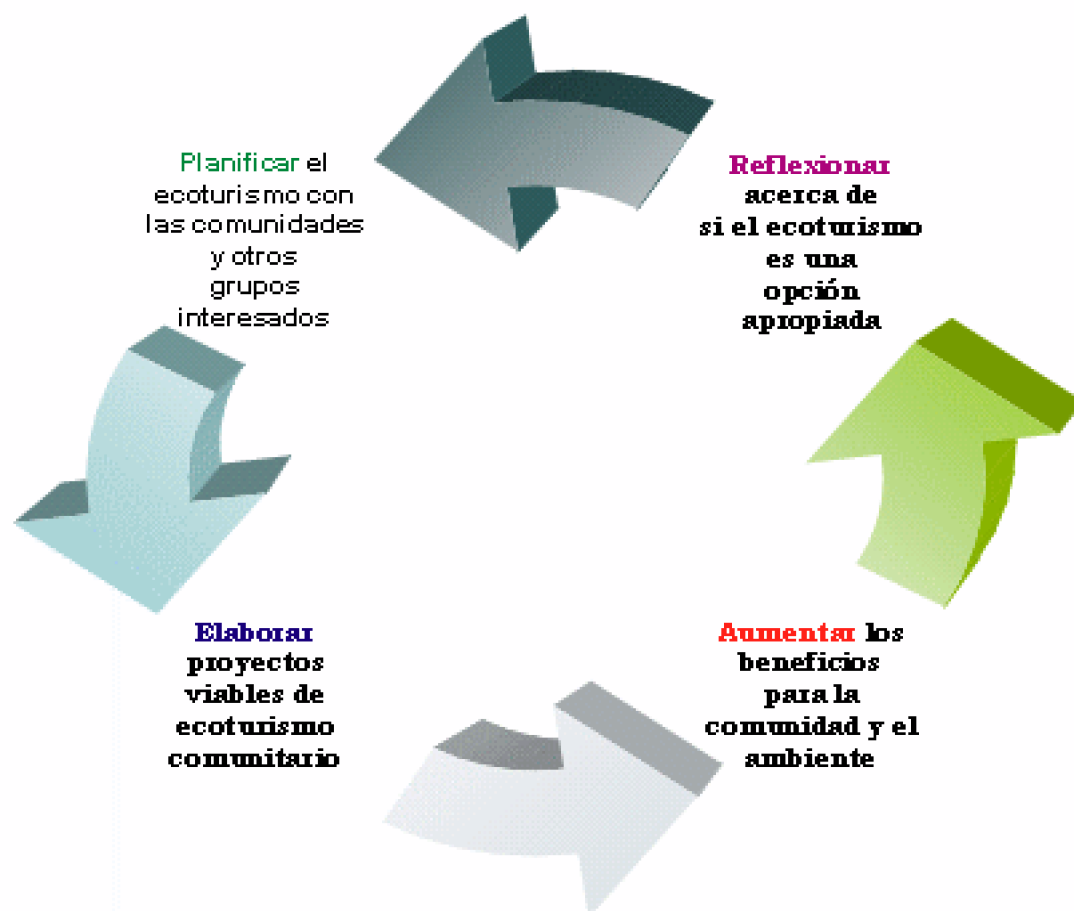 Planificar el
ecoturismo con
las comunidades
y otros
grupos
interesados
Reflexionar
acerca de
si el ecoturismo
es una
opción
apropiada
Elaborar
proyectos
viables de
ecoturismo
comunitario
Aumentar los
beneficios
para la
comunidad y el
ambiente